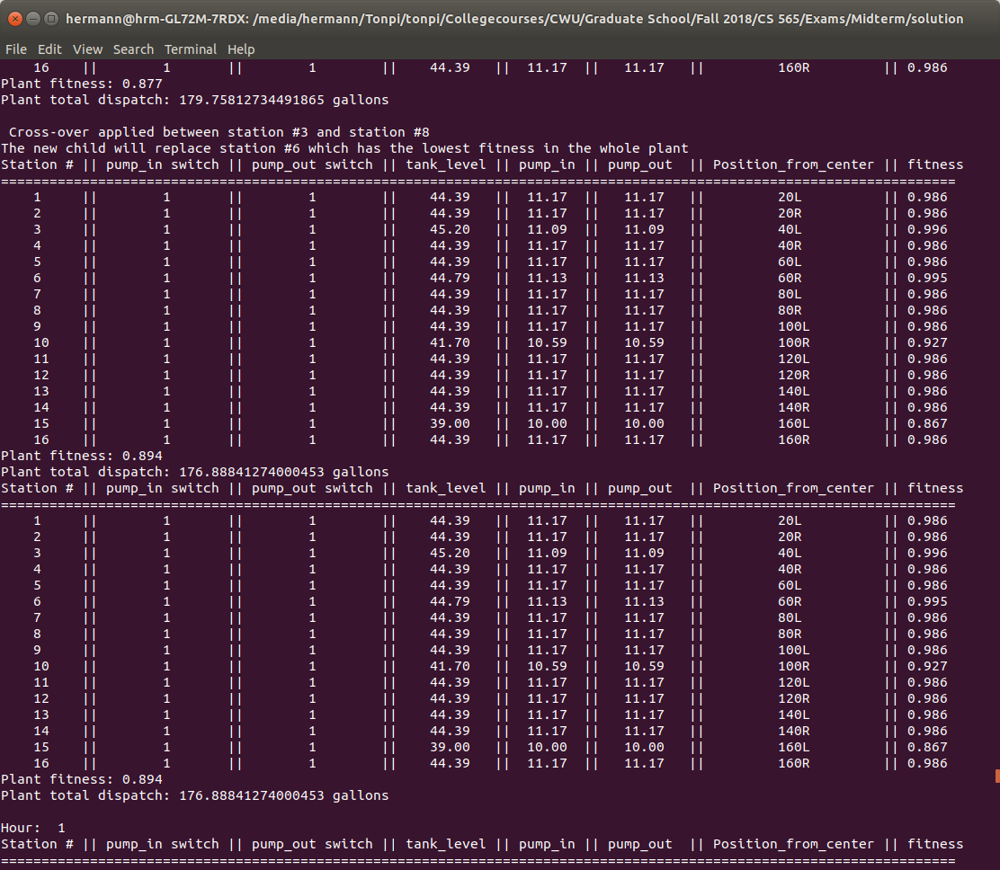 hermann@hrm-GL72M-7RDX: /media/hermann/Tonpi/tonpi/Collegecourses/CWU/Graduate School/Fall 2018/CS 565/Exams/Midterm/solution
File Edit View Search Terminal Help
16 || 1 || 1 || 44.39 || 11.17 || 11.17 || 160R || 0.986
Plant fitness: 0.877
Plant total dispatch: 179.75812734491865 gallons
Cross-over applied between station #3 and station #8
The new child will replace station #6 which has the lowest fitness in the whole plant
Station # || pump_in switch || pump_out switch || tank_level || pump_in || pump_out || Position_from_center || fitness
======================================================================================================================
1 || 1 || 1 || 44.39 || 11.17 || 11.17 || 20L || 0.986
2 || 1 || 1 || 44.39 || 11.17 || 11.17 || 20R || 0.986
3 || 1 || 1 || 45.20 || 11.09 || 11.09 || 40L || 0.996
4 || 1 || 1 || 44.39 || 11.17 || 11.17 || 40R || 0.986
5 || 1 || 1 || 44.39 || 11.17 || 11.17 || 60L || 0.986
6 || 1 || 1 || 44.79 || 11.13 || 11.13 || 60R || 0.995
7 || 1 || 1 || 44.39 || 11.17 || 11.17 || 80L || 0.986
8 || 1 || 1 || 44.39 || 11.17 || 11.17 || 80R || 0.986
9 || 1 || 1 || 44.39 || 11.17 || 11.17 || 100L || 0.986
10 || 1 || 1 || 41.70 || 10.59 || 10.59 || 100R || 0.927
11 || 1 || 1 || 44.39 || 11.17 || 11.17 || 120L || 0.986
12 || 1 || 1 || 44.39 || 11.17 || 11.17 || 120R || 0.986
13 || 1 || 1 || 44.39 || 11.17 || 11.17 || 140L || 0.986
14 || 1 || 1 || 44.39 || 11.17 || 11.17 || 140R || 0.986
15 || 1 || 1 || 39.00 || 10.00 || 10.00 || 160L || 0.867
16 || 1 || 1 || 44.39 || 11.17 || 11.17 || 160R || 0.986
Plant fitness: 0.894
Plant total dispatch: 176.88841274000453 gallons
Station # || pump_in switch || pump_out switch || tank_level || pump_in || pump_out || Position_from_center || fitness
======================================================================================================================
1 || 1 || 1 || 44.39 || 11.17 || 11.17 || 20L || 0.986
2 || 1 || 1 || 44.39 || 11.17 || 11.17 || 20R || 0.986
3 || 1 || 1 || 45.20 || 11.09 || 11.09 || 40L || 0.996
4 || 1 || 1 || 44.39 || 11.17 || 11.17 || 40R || 0.986
5 || 1 || 1 || 44.39 || 11.17 || 11.17 || 60L || 0.986
6 || 1 || 1 || 44.79 || 11.13 || 11.13 || 60R || 0.995
7 || 1 || 1 || 44.39 || 11.17 || 11.17 || 80L || 0.986
8 || 1 || 1 || 44.39 || 11.17 || 11.17 || 80R || 0.986
9 || 1 || 1 || 44.39 || 11.17 || 11.17 || 100L || 0.986
10 || 1 || 1 || 41.70 || 10.59 || 10.59 || 100R || 0.927
11 || 1 || 1 || 44.39 || 11.17 || 11.17 || 120L || 0.986
12 || 1 || 1 || 44.39 || 11.17 || 11.17 || 120R || 0.986
13 || 1 || 1 || 44.39 || 11.17 || 11.17 || 140L || 0.986
14 || 1 || 1 || 44.39 || 11.17 || 11.17 || 140R || 0.986
15 || 1 || 1 || 39.00 || 10.00 || 10.00 || 160L || 0.867
16 || 1 || 1 || 44.39 || 11.17 || 11.17 || 160R || 0.986
Plant fitness: 0.894
Plant total dispatch: 176.88841274000453 gallons
Hour: 1
Station # || pump_in switch || pump_out switch || tank_level || pump_in || pump_out || Position_from_center || fitness
======================================================================================================================